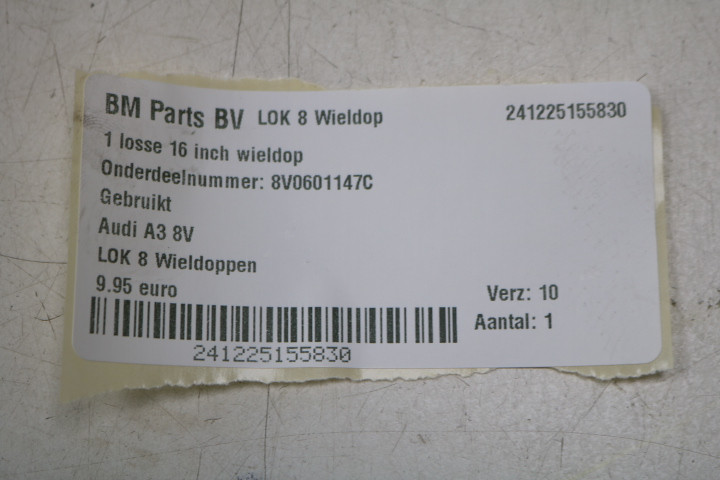 BM Parts BV LOK 8 Wieldop 241225155830
1 losse 16 inch wieldop
Onderdeelnummer: 8V0601147C
Gebruikt
Audi A3 8V
LOK 8 Wieldoppen
9.95 euro Verz: 10
Aantal: 1
241225155830